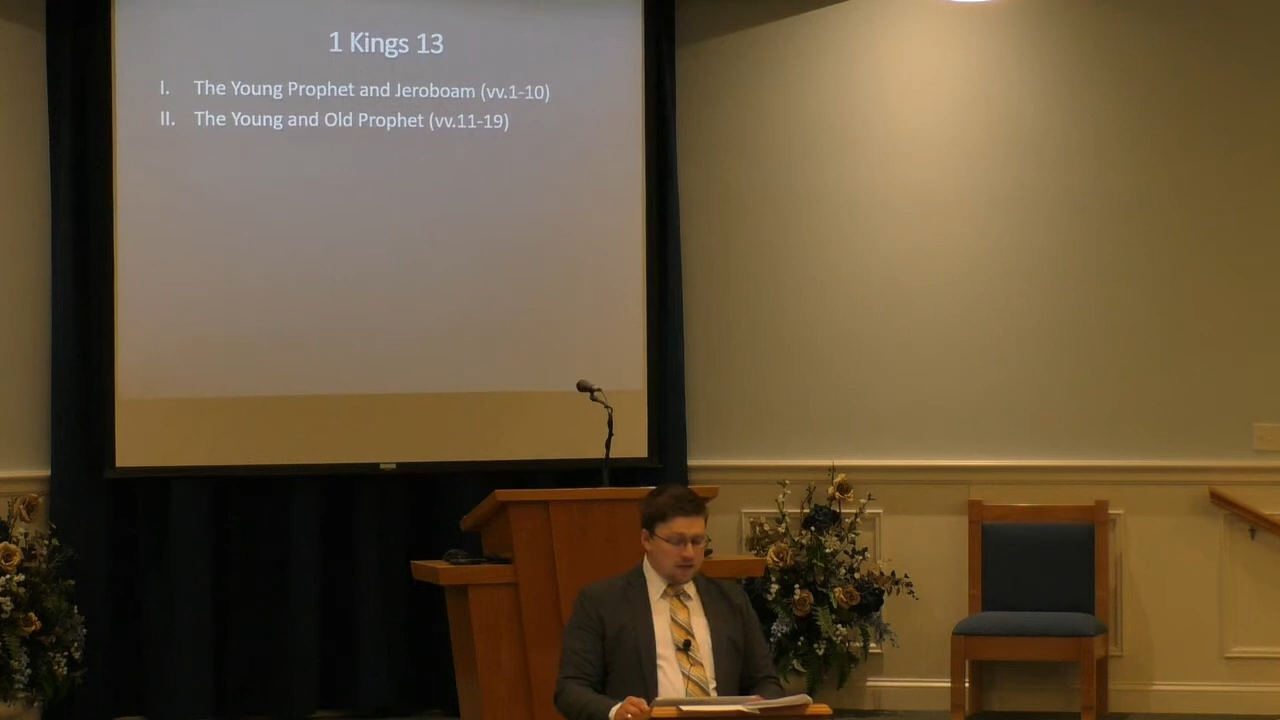 1 Kings 13
I. The Young Prophet and Jeroboam (vv.1-10)
II. The Young and Old Prophet (vv.11-19)